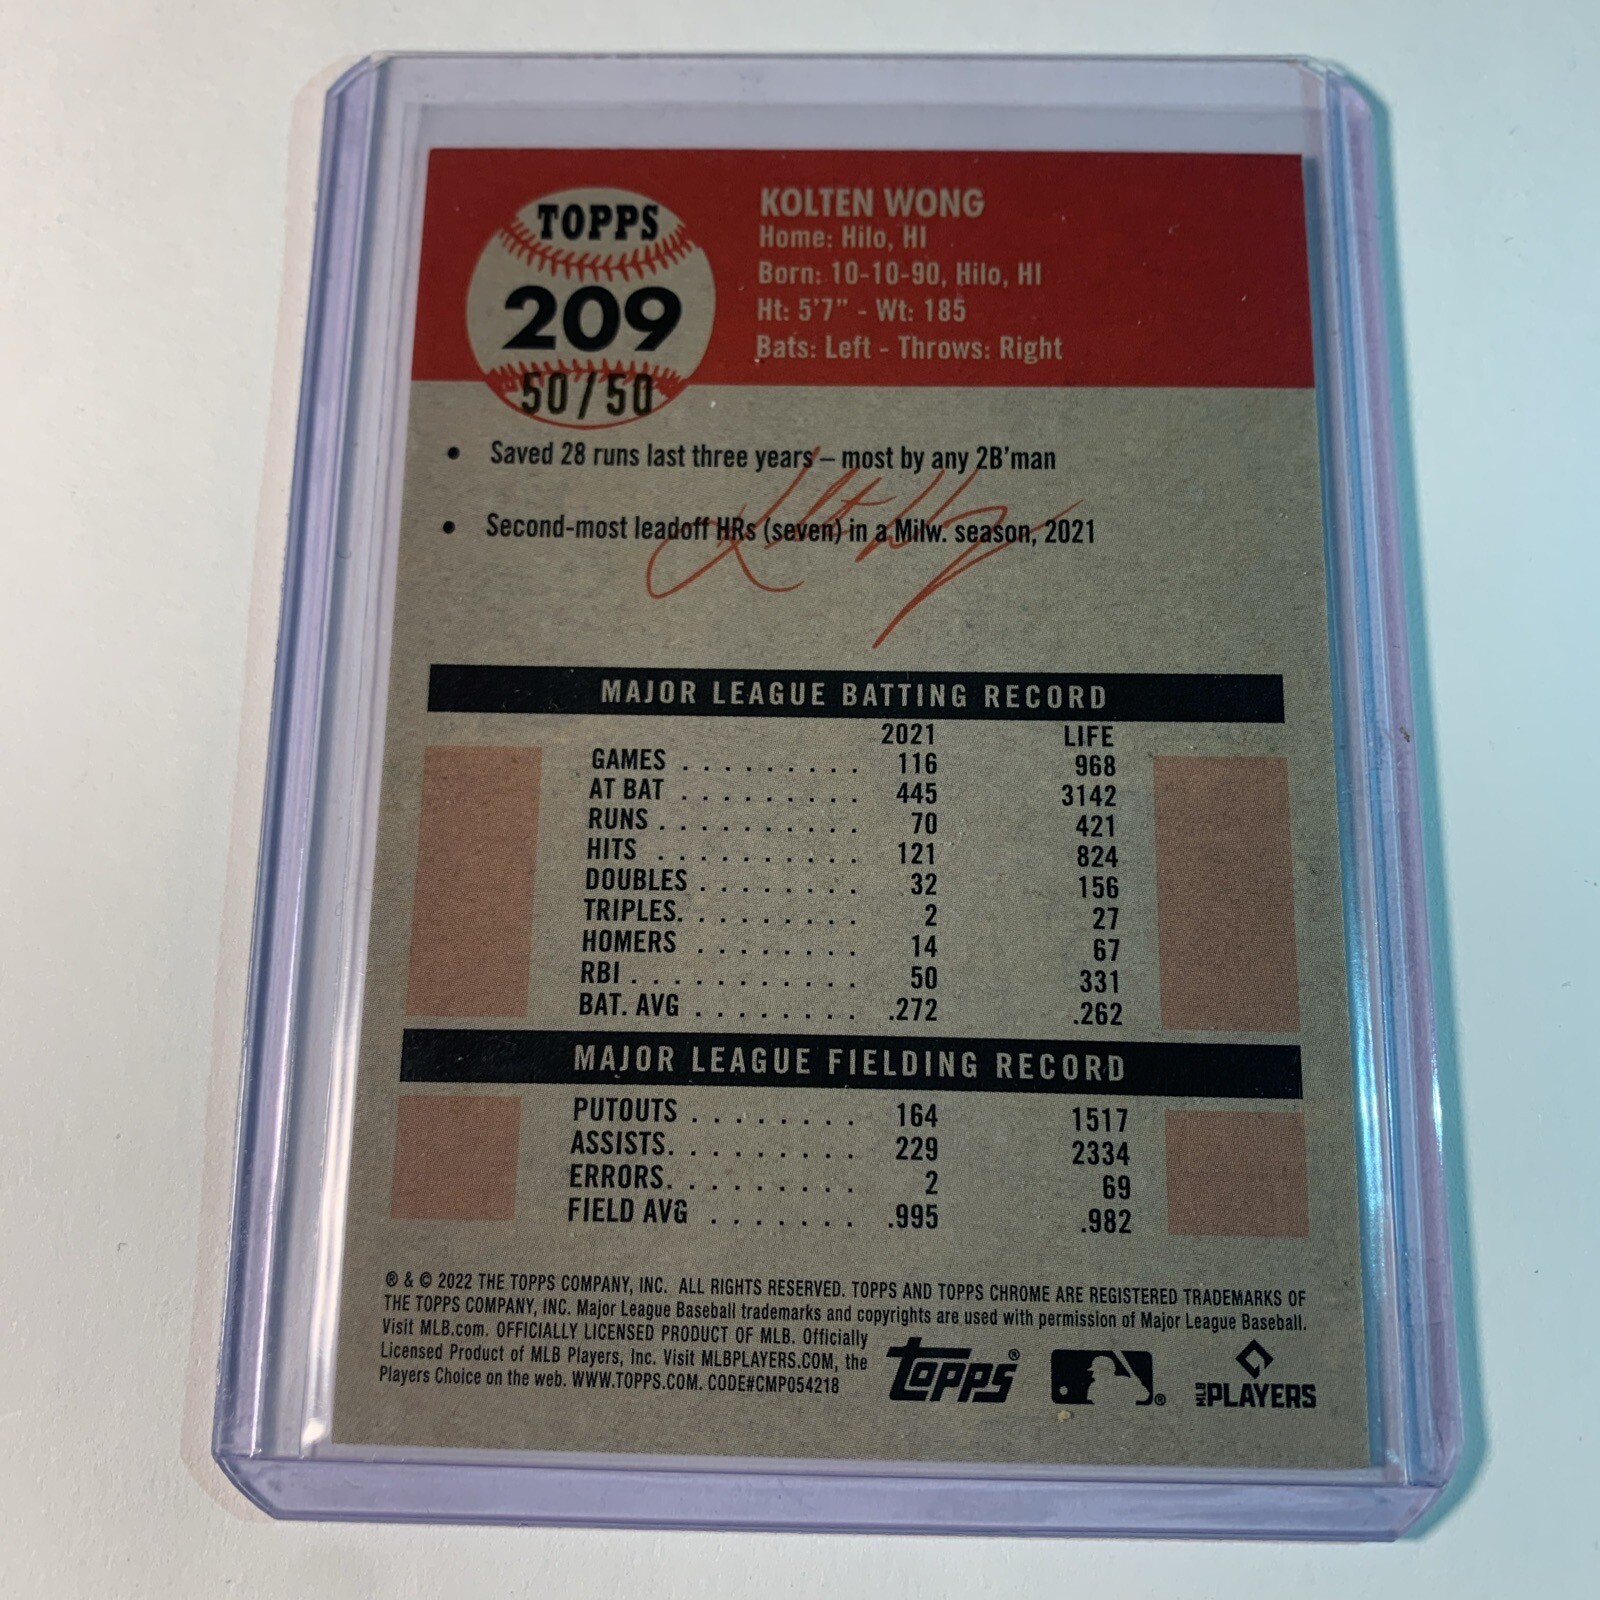 TOPPS
209
50/50
KOLTEN WONG
Home: Hilo, HI
Born: 10-10-90, Hilo, HI
Ht: 5'7" - Wt: 185
Bats: Left - Throws: Right
• Saved 28 runs last three years – most by any 2B'man
• Second-most leadoff HRs (seven) in a Milw. season, 2021
MAJOR LEAGUE BATTING RECORD
2021 LIFE
GAMES . . . . . . . . . 116 968
AT BAT . . . . . . . . . 445 3142
RUNS . . . . . . . . . . 70 421
HITS . . . . . . . . . . 121 824
DOUBLES . . . . . . . . 32 156
TRIPLES. . . . . . . . . 2 27
HOMERS . . . . . . . . 14 67
RBI . . . . . . . . . . . 50 331
BAT. AVG . . . . . . . . .272 .262
MAJOR LEAGUE FIELDING RECORD
PUTOUTS . . . . . . . . 164 1517
ASSISTS. . . . . . . . . 229 2334
ERRORS. . . . . . . . . 2 69
FIELD AVG . . . . . . . .995 .982
® & © 2022 THE TOPPS COMPANY, INC. ALL RIGHTS RESERVED. TOPPS AND TOPPS CHROME ARE REGISTERED TRADEMARKS OF
THE TOPPS COMPANY, INC. Major League Baseball trademarks and copyrights are used with permission of Major League Baseball.
Visit MLB.com. OFFICIALLY LICENSED PRODUCT OF MLB. Officially
Licensed Product of MLB Players, Inc. Visit MLBPLAYERS.COM, the
Players Choice on the web. WWW.TOPPS.COM. CODE#CMP054218
topps®
®
MLB PLAYERS